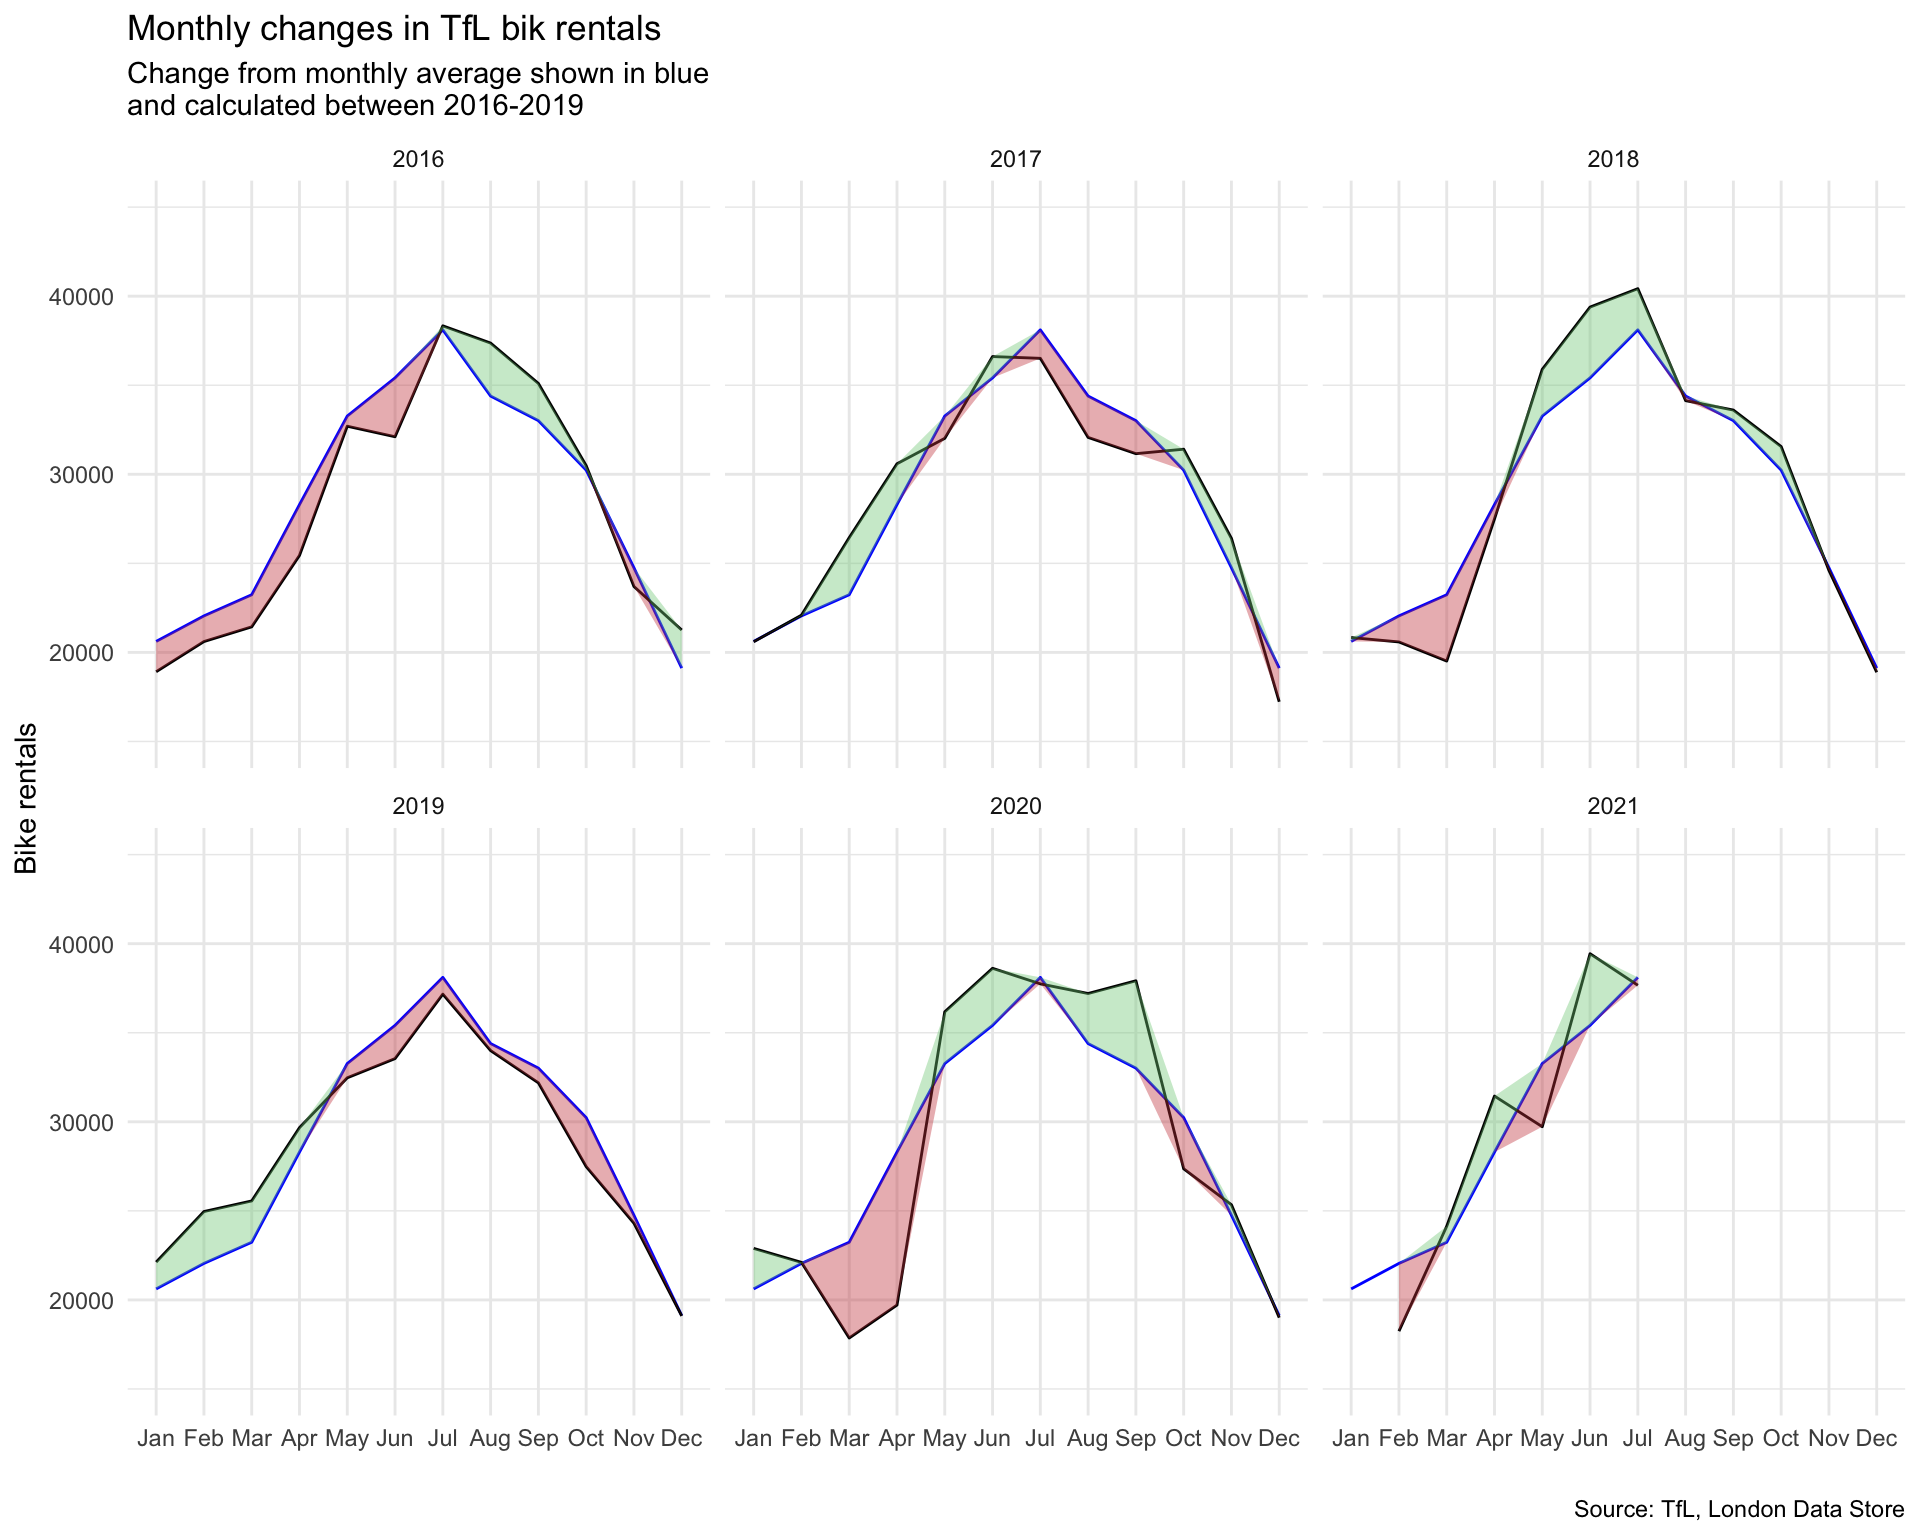 Monthly changes in TfL bik rentals
Change from monthly average shown in blue
and calculated between 2016-2019
2016
2017
2018
40000
30000
20000
Bike rentals
2019
2020
2021
40000
30000
20000
Jan Feb Mar Apr May Jun Jul Aug Sep Oct Nov Dec
Jan Feb Mar Apr May Jun Jul Aug Sep Oct Nov Dec
Jan Feb Mar Apr May Jun Jul Aug Sep Oct Nov Dec
Source: TfL, London Data Store